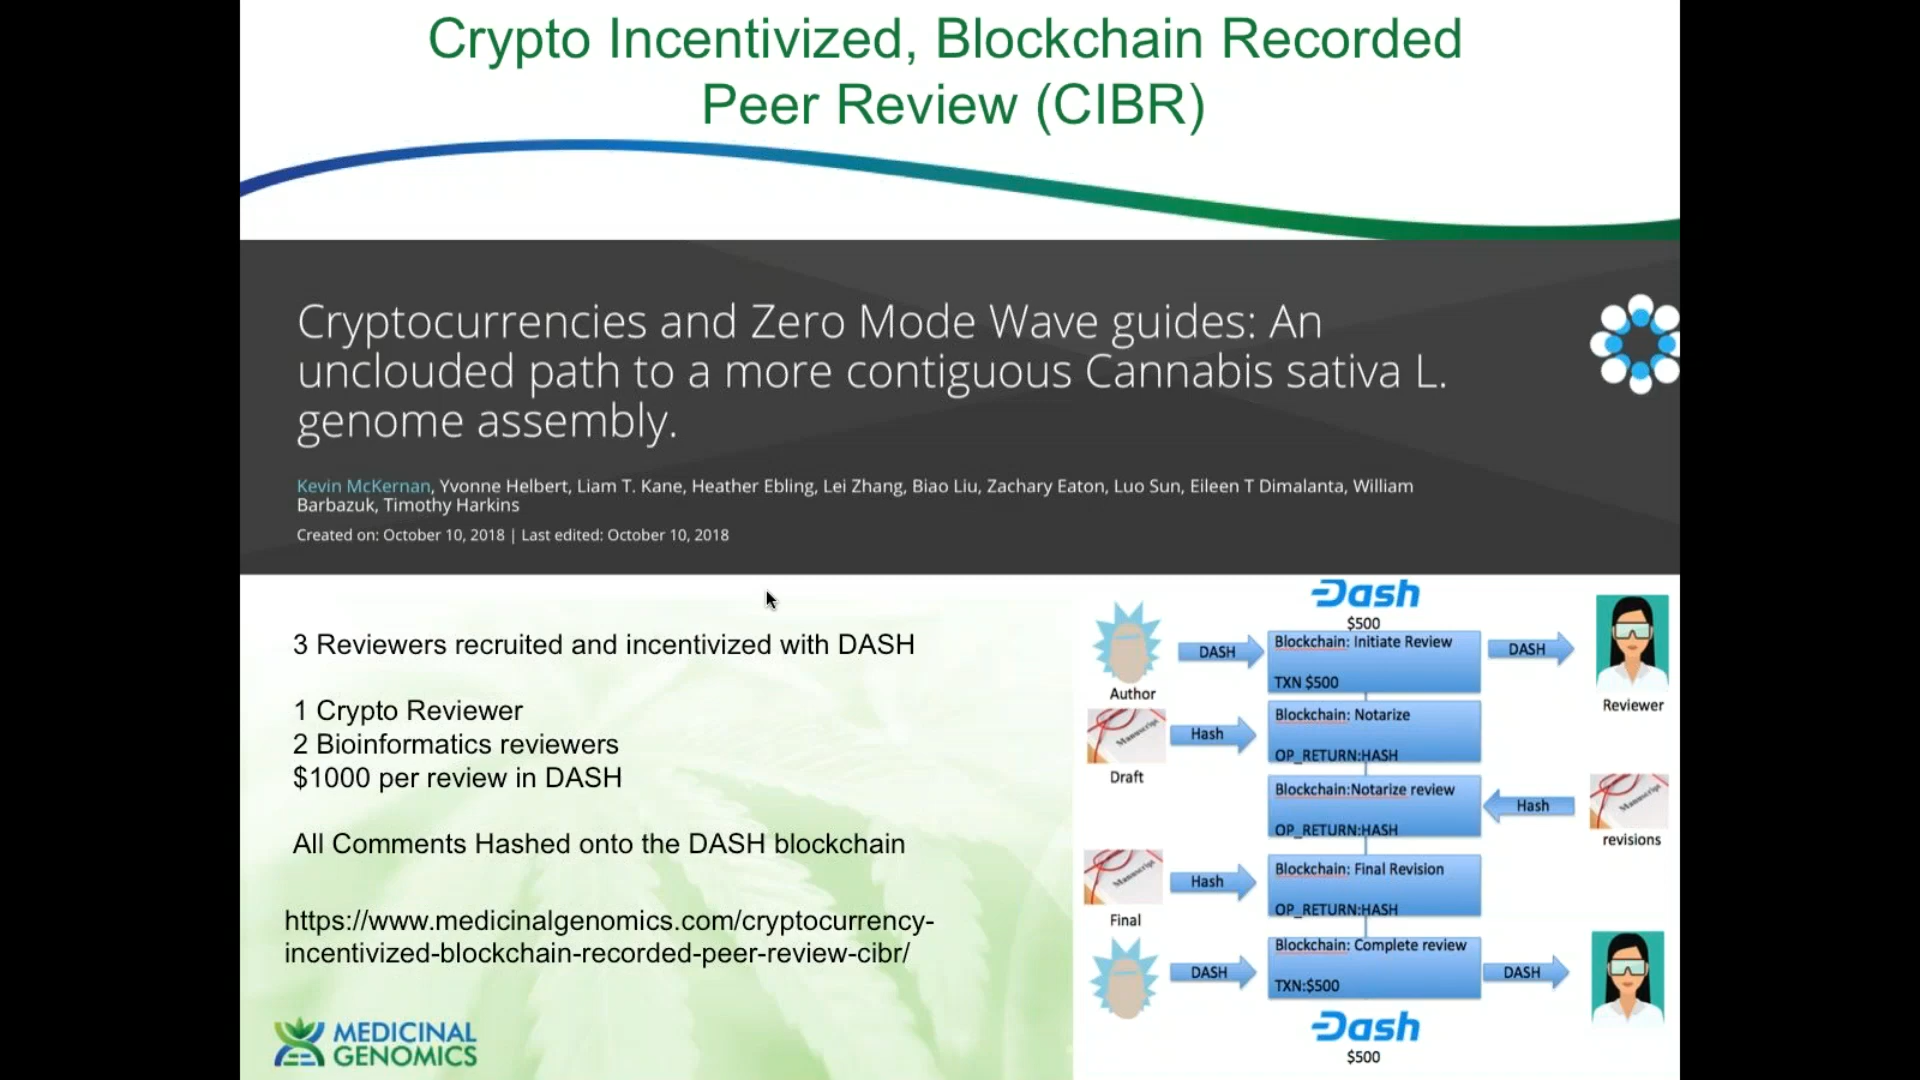 Crypto Incentivized, Blockchain Recorded
Peer Review (CIBR)
Cryptocurrencies and Zero Mode Wave guides: An
unclouded path to a more contiguous Cannabis sativa L.
genome assembly.
Kevin McKernan, Yvonne Helbert, Liam T. Kane, Heather Ebling, Lei Zhang, Biao Liu, Zachary Eaton, Luo Sun, Eileen T Dimalanta, William
Barbazuk, Timothy Harkins
Created on: October 10, 2018 | Last edited: October 10, 2018
3 Reviewers recruited and incentivized with DASH
1 Crypto Reviewer
2 Bioinformatics reviewers
$1000 per review in DASH
All Comments Hashed onto the DASH blockchain
https://www.medicinalgenomics.com/cryptocurrency-
incentivized-blockchain-recorded-peer-review-cibr/
MEDICINAL
GENOMICS
Dash
$500
Author
DASH
Blockchain: Initiate Review
TXN $500
DASH
Reviewer
Manuscript
Draft
Hash
Blockchain: Notarize
OP_RETURN:HASH
Blockchain:Notarize review
OP_RETURN:HASH
Hash
Manuscript
revisions
Manuscript
Final
Hash
Blockchain: Final Revision
OP_RETURN:HASH
DASH
Blockchain: Complete review
TXN:$500
DASH
Dash
$500